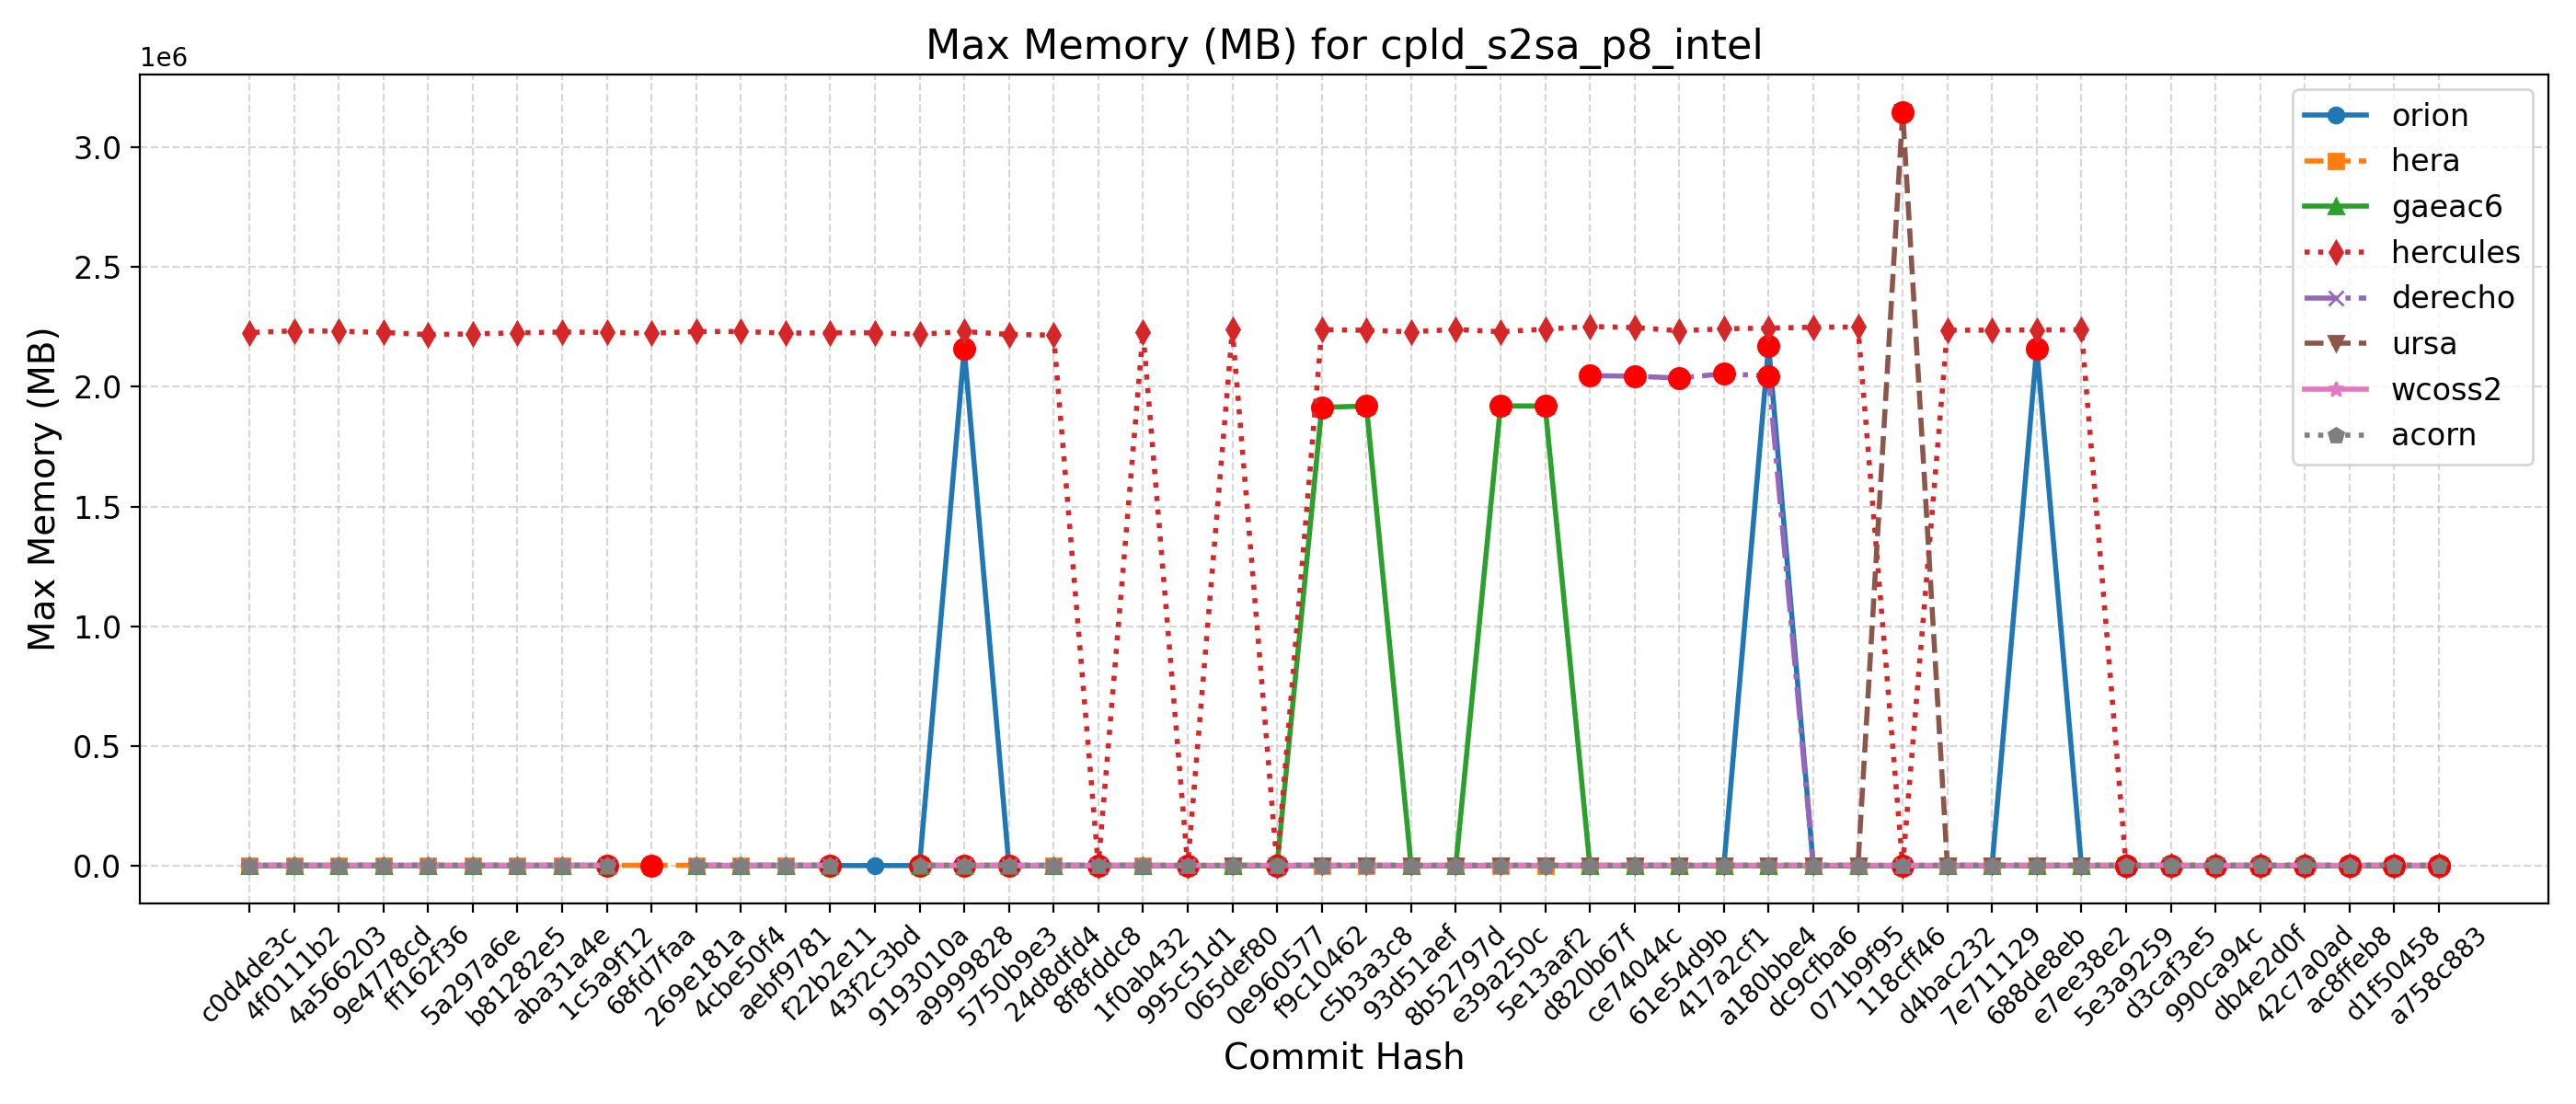 Max Memory (MB) for cpld_s2sa_p8_intel
1e6
3.0
2.5
2.0
1.5
1.0
0.5
0.0
Max Memory (MB)
orion
hera
gaeac6
hercules
derecho
ursa
wcoss2
acorn
c0d4de3c
4f0111b2
4a566203
9e4778cd
ff162f36
5a297a6e
b81282e5
aba31a4e
1c5a9f12
68fd7faa
269e181a
4cbe50f4
aebf9781
f22b2e11
43f2c3bd
9193010a
a9999828
5750b9e3
24d8dfd4
8f8fddc8
1f0ab432
995c51d1
065def80
0e960577
f9c10462
c5b3a3c8
93d51aef
8b52797d
e39a250c
5e13aaf2
d820b67f
ce74044c
61e54d9b
417a2cf1
a180bbe4
dc9cfba6
071b9f95
118cff46
d4bac232
7e711129
688de8eb
e7ee38e2
5e3a9259
d3caf3e5
990ca94c
db4e2d0f
42c7a0ad
ac8ffeb8
d1f50458
a758c883
Commit Hash